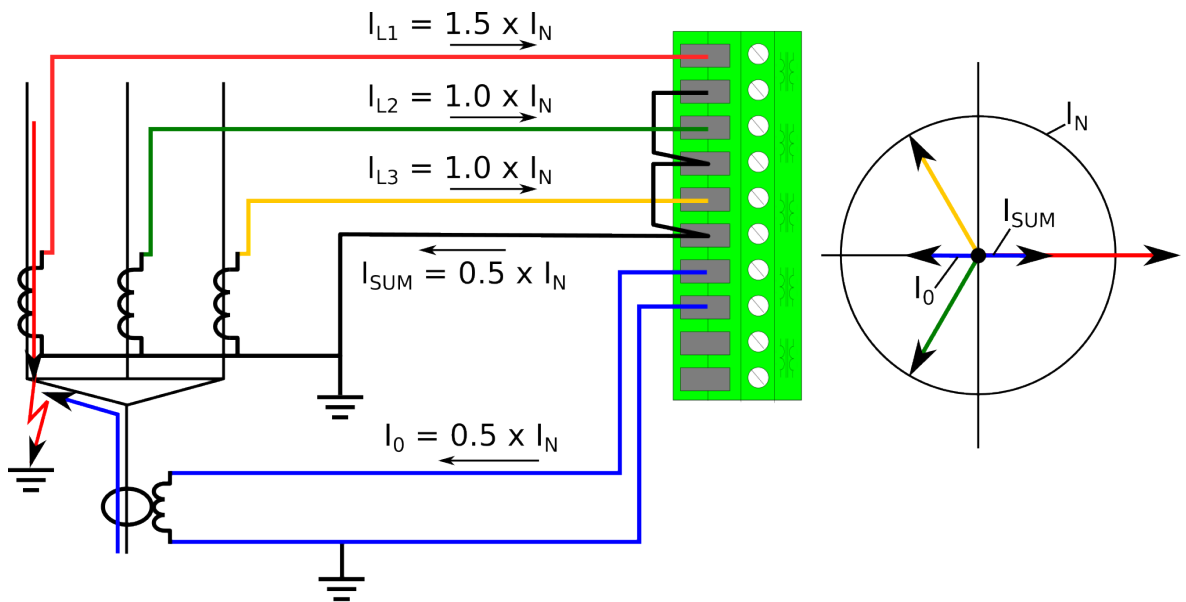 I_L1 = 1.5 x I_N
I_L2 = 1.0 x I_N
I_L3 = 1.0 x I_N
I_SUM = 0.5 x I_N
I_0 = 0.5 x I_N
I_N
I_SUM
I_0